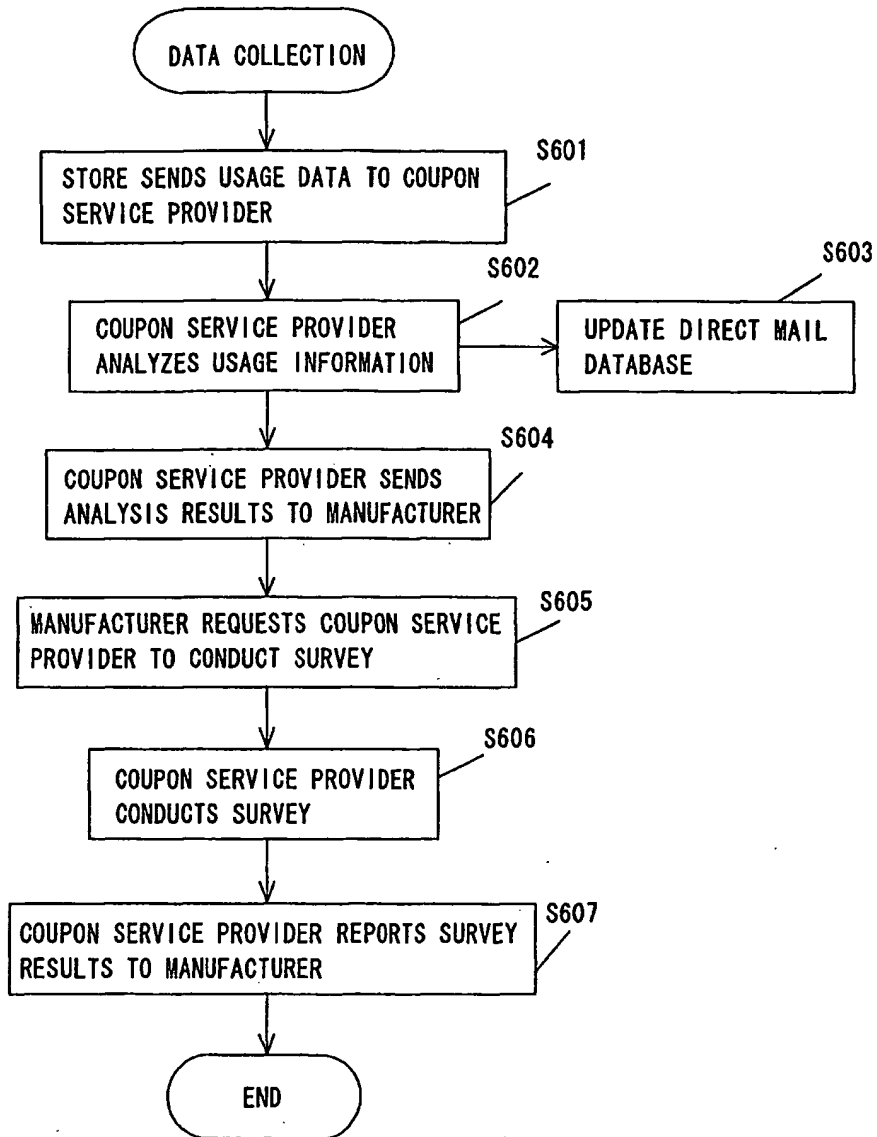 DATA COLLECTION
S601
STORE SENDS USAGE DATA TO COUPON
SERVICE PROVIDER
S602
COUPON SERVICE PROVIDER
ANALYZES USAGE INFORMATION
S603
UPDATE DIRECT MAIL
DATABASE
S604
COUPON SERVICE PROVIDER SENDS
ANALYSIS RESULTS TO MANUFACTURER
S605
MANUFACTURER REQUESTS COUPON SERVICE
PROVIDER TO CONDUCT SURVEY
S606
COUPON SERVICE PROVIDER
CONDUCTS SURVEY
S607
COUPON SERVICE PROVIDER REPORTS SURVEY
RESULTS TO MANUFACTURER
END